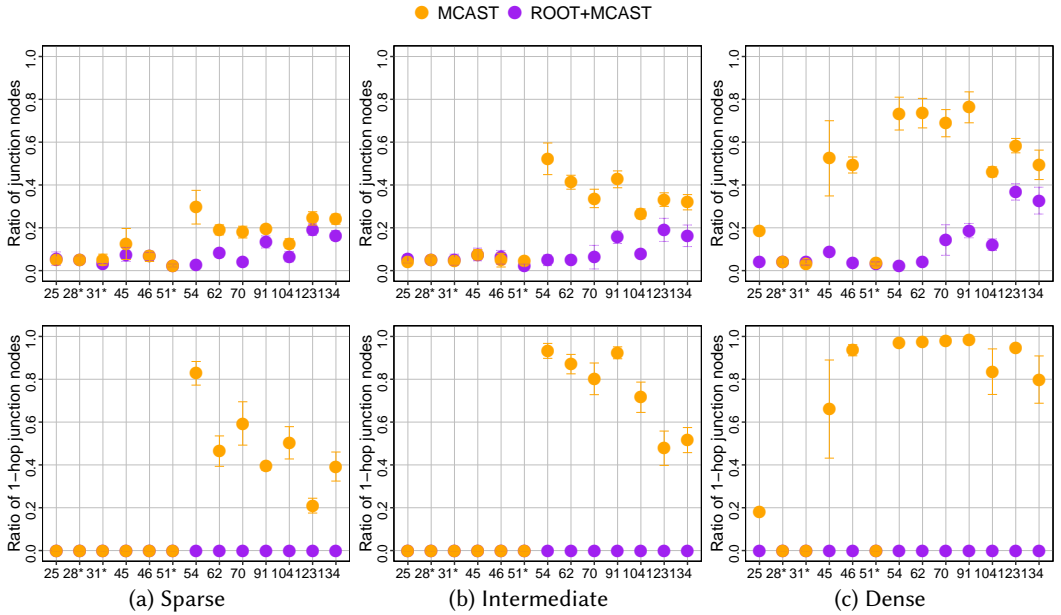 MCAST ROOT+MCAST
Ratio of junction nodes
0.0 0.2 0.4 0.6 0.8 1.0
25 28* 31* 45 46 51* 54 62 70 91 104 123 134
Ratio of junction nodes
0.0 0.2 0.4 0.6 0.8 1.0
25 28* 31* 45 46 51* 54 62 70 91 104 123 134
Ratio of junction nodes
0.0 0.2 0.4 0.6 0.8 1.0
25 28* 31* 45 46 51* 54 62 70 91 104 123 134
Ratio of 1-hop junction nodes
0.0 0.2 0.4 0.6 0.8 1.0
25 28* 31* 45 46 51* 54 62 70 91 104 123 134
Ratio of 1-hop junction nodes
0.0 0.2 0.4 0.6 0.8 1.0
25 28* 31* 45 46 51* 54 62 70 91 104 123 134
Ratio of 1-hop junction nodes
0.0 0.2 0.4 0.6 0.8 1.0
25 28* 31* 45 46 51* 54 62 70 91 104 123 134
(a) Sparse
(b) Intermediate
(c) Dense